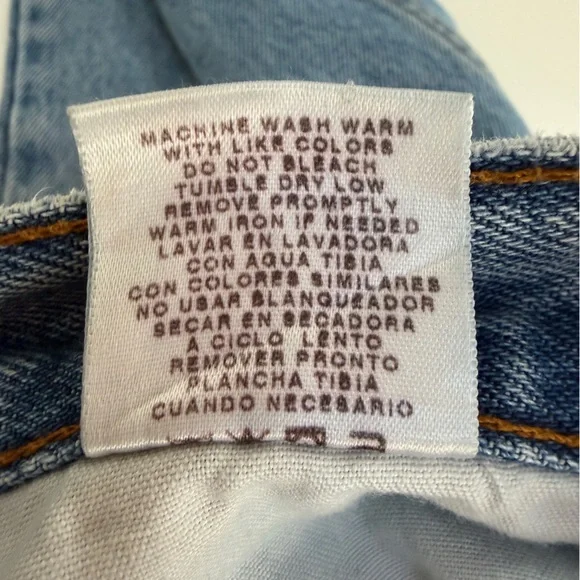 MACHINE WASH WARM
WITH LIKE COLORS
DO NOT BLEACH
TUMBLE DRY LOW
REMOVE PROMPTLY
WARM IRON IF NEEDED
LAVAR EN LAVADORA
CON AGUA TIBIA
CON COLORES SIMILARES
NO USAR BLANQUEADOR
SECAR EN SECADORA
A CICLO LENTO
REMOVER PRONTO
PLANCHA TIBIA
CUANDO NECESARIO